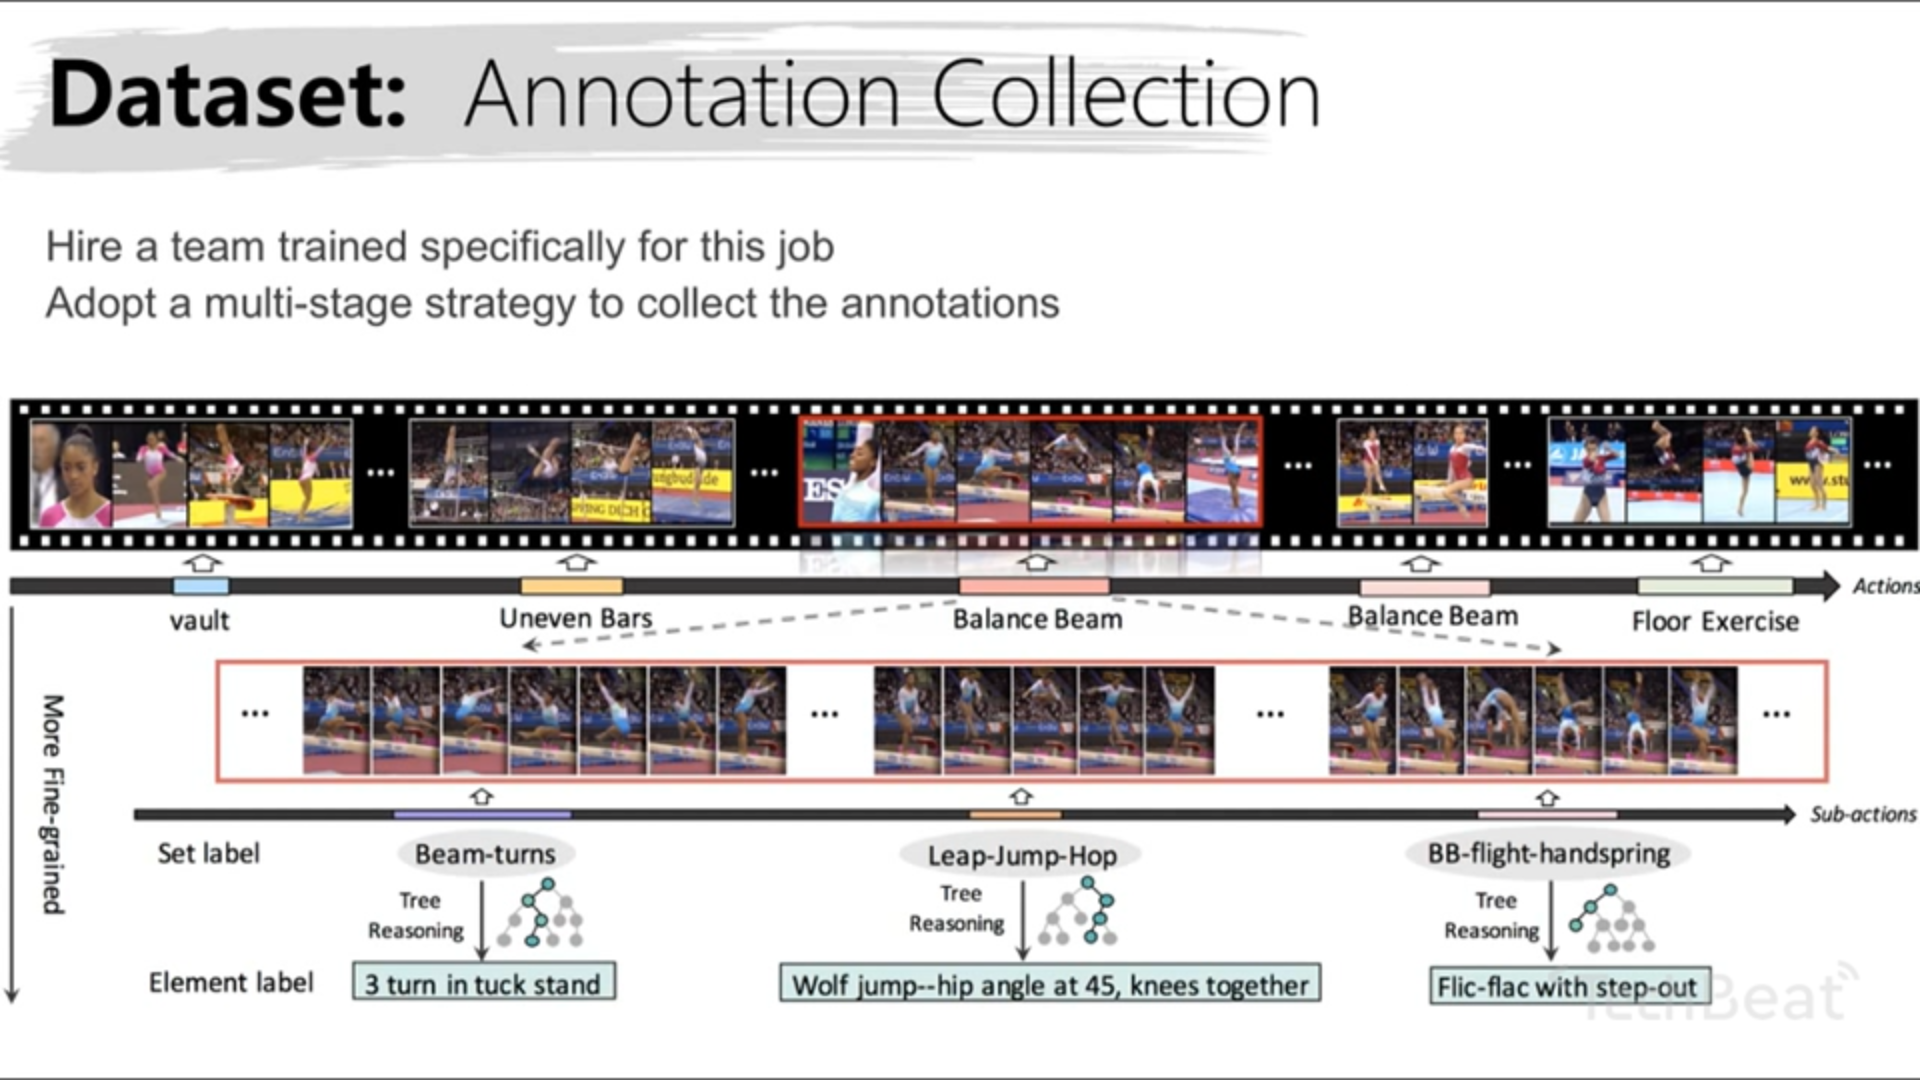 Dataset: Annotation Collection
Hire a team trained specifically for this job
Adopt a multi-stage strategy to collect the annotations
Actions
vault
Uneven Bars
Balance Beam
Balance Beam
Floor Exercise
More Fine-grained
Sub-actions
Set label
Beam-turns
Leap-Jump-Hop
BB-flight-handspring
Tree
Reasoning
Tree
Reasoning
Tree
Reasoning
Element label
3 turn in tuck stand
Wolf jump--hip angle at 45, knees together
Flic-flac with step-out
TechBeat